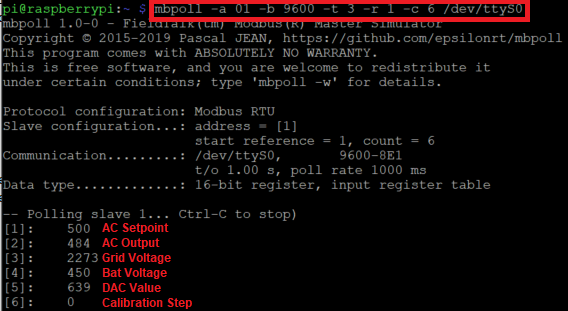 pi@raspberrypi:~ $ mbpoll -a 01 -b 9600 -t 3 -r 1 -c 6 /dev/ttyS0
mbpoll 1.0-0 - FieldTalk(tm) Modbus(R) Master Simulator
Copyright © 2015-2019 Pascal JEAN, https://github.com/epsilonrt/mbpoll
This program comes with ABSOLUTELY NO WARRANTY.
This is free software, and you are welcome to redistribute it
under certain conditions; type 'mbpoll -w' for details.
Protocol configuration: Modbus RTU
Slave configuration...: address = [1]
start reference = 1, count = 6
Communication.........: /dev/ttyS0, 9600-8E1
t/o 1.00 s, poll rate 1000 ms
Data type.............: 16-bit register, input register table
-- Polling slave 1... Ctrl-C to stop)
[1]: 500 AC Setpoint
[2]: 484 AC Output
[3]: 2273 Grid Voltage
[4]: 450 Bat Voltage
[5]: 639 DAC Value
[6]: 0 Calibration Step